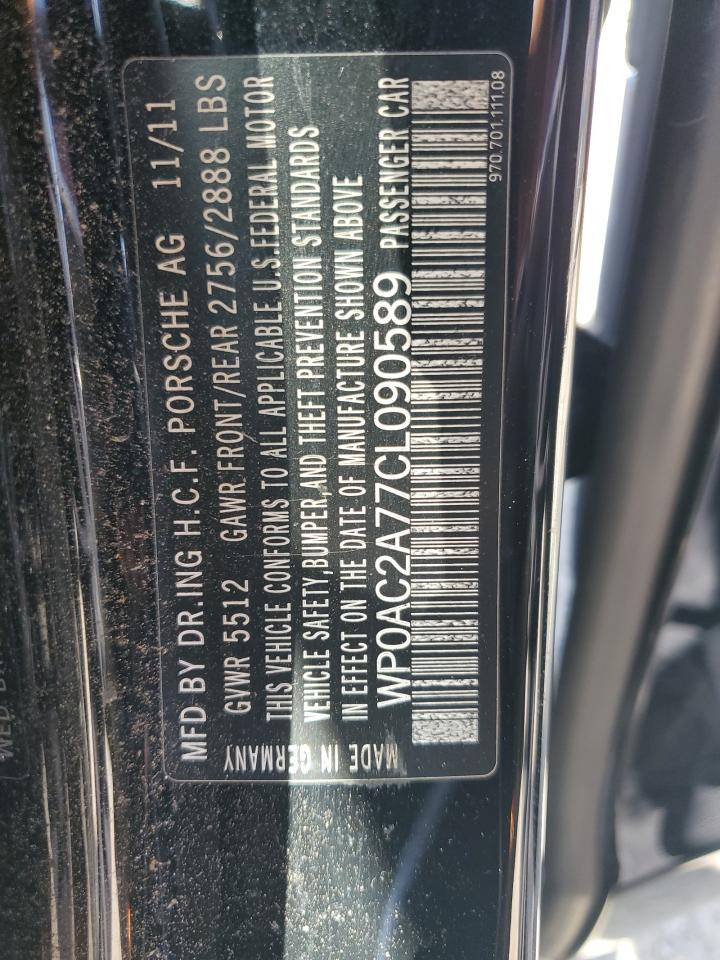 MFD BY DR.ING H.C.F. PORSCHE AG 11/11
GVWR 5512 GAWR FRONT/REAR 2756/2888 LBS
THIS VEHICLE CONFORMS TO ALL APPLICABLE U.S. FEDERAL MOTOR
VEHICLE SAFETY, BUMPER, AND THEFT PREVENTION STANDARDS
IN EFFECT ON THE DATE OF MANUFACTURE SHOWN ABOVE
WP0AC2A77CL090589 PASSENGER CAR
970.701.111.08
MADE IN GERMANY